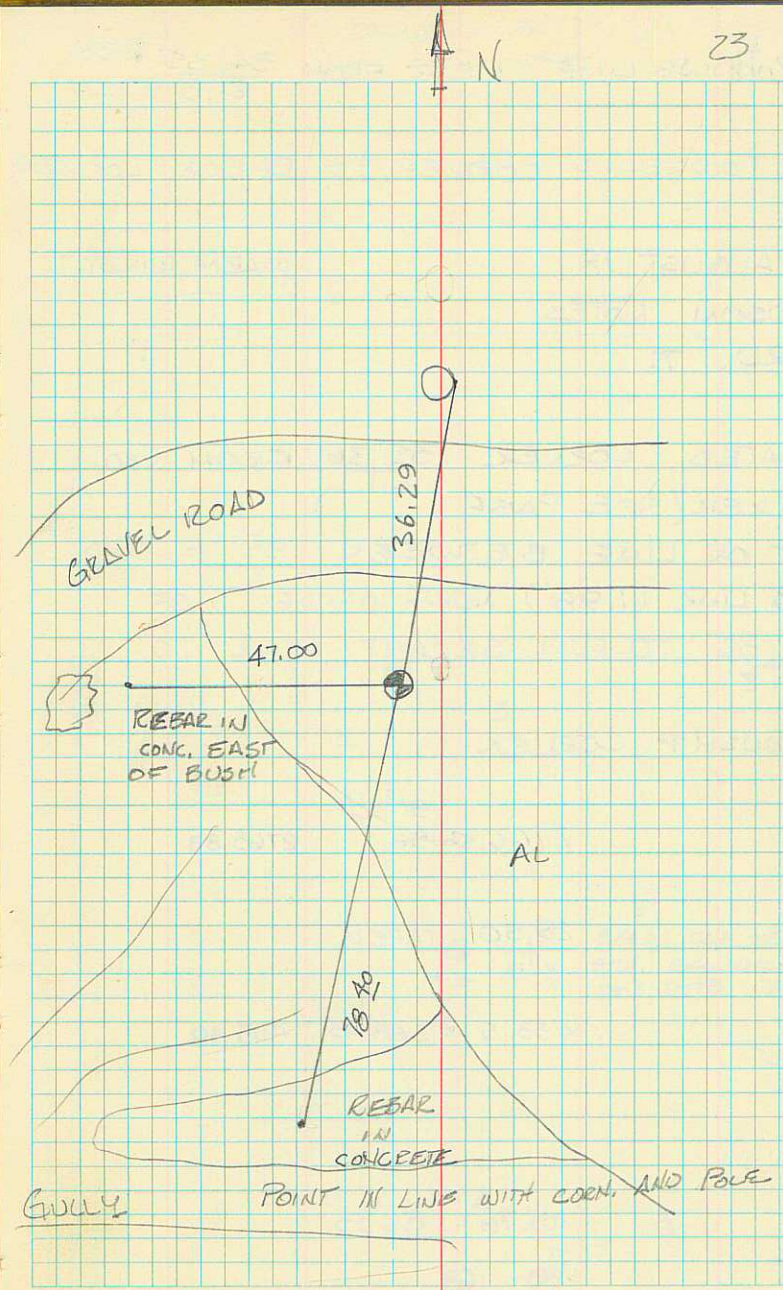 23
N
36.29
GRAVEL ROAD
47.00
REBAR IN
CONC. EAST
OF BUSH
AL
78 40
REBAR
IN
CONCRETE
GULLY
POINT IN LINE WITH CORN. AND POLE